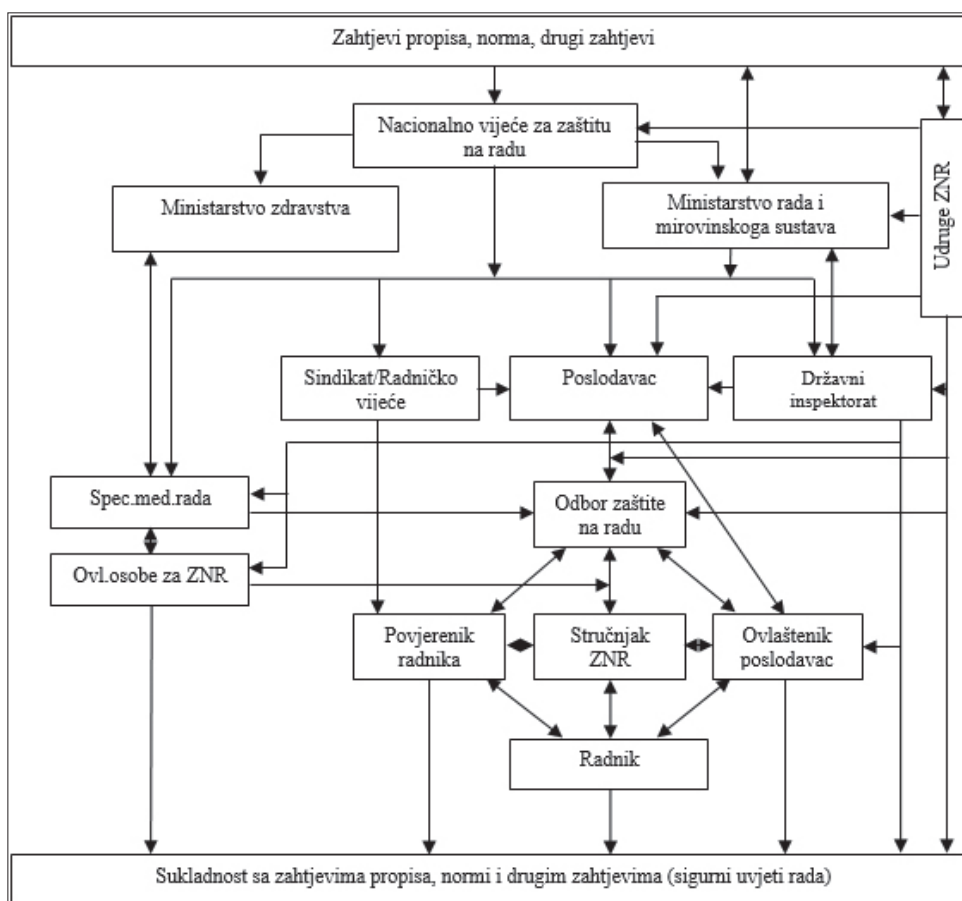 Zahtjevi propisa, norma, drugi zahtjevi
Nacionalno vijeće za zaštitu
na radu
Ministarstvo zdravstva
Ministarstvo rada i
mirovinskoga sustava
Udruge ZNR
Sindikat/Radničko
vijeće
Poslodavac
Državni
inspektorat
Spec.med.rada
Odbor zaštite
na radu
Ovl.osobe za ZNR
Povjerenik
radnika
Stručnjak
ZNR
Ovlaštenik
poslodavac
Radnik
Sukladnost sa zahtjevima propisa, normi i drugim zahtjevima (sigurni uvjeti rada)